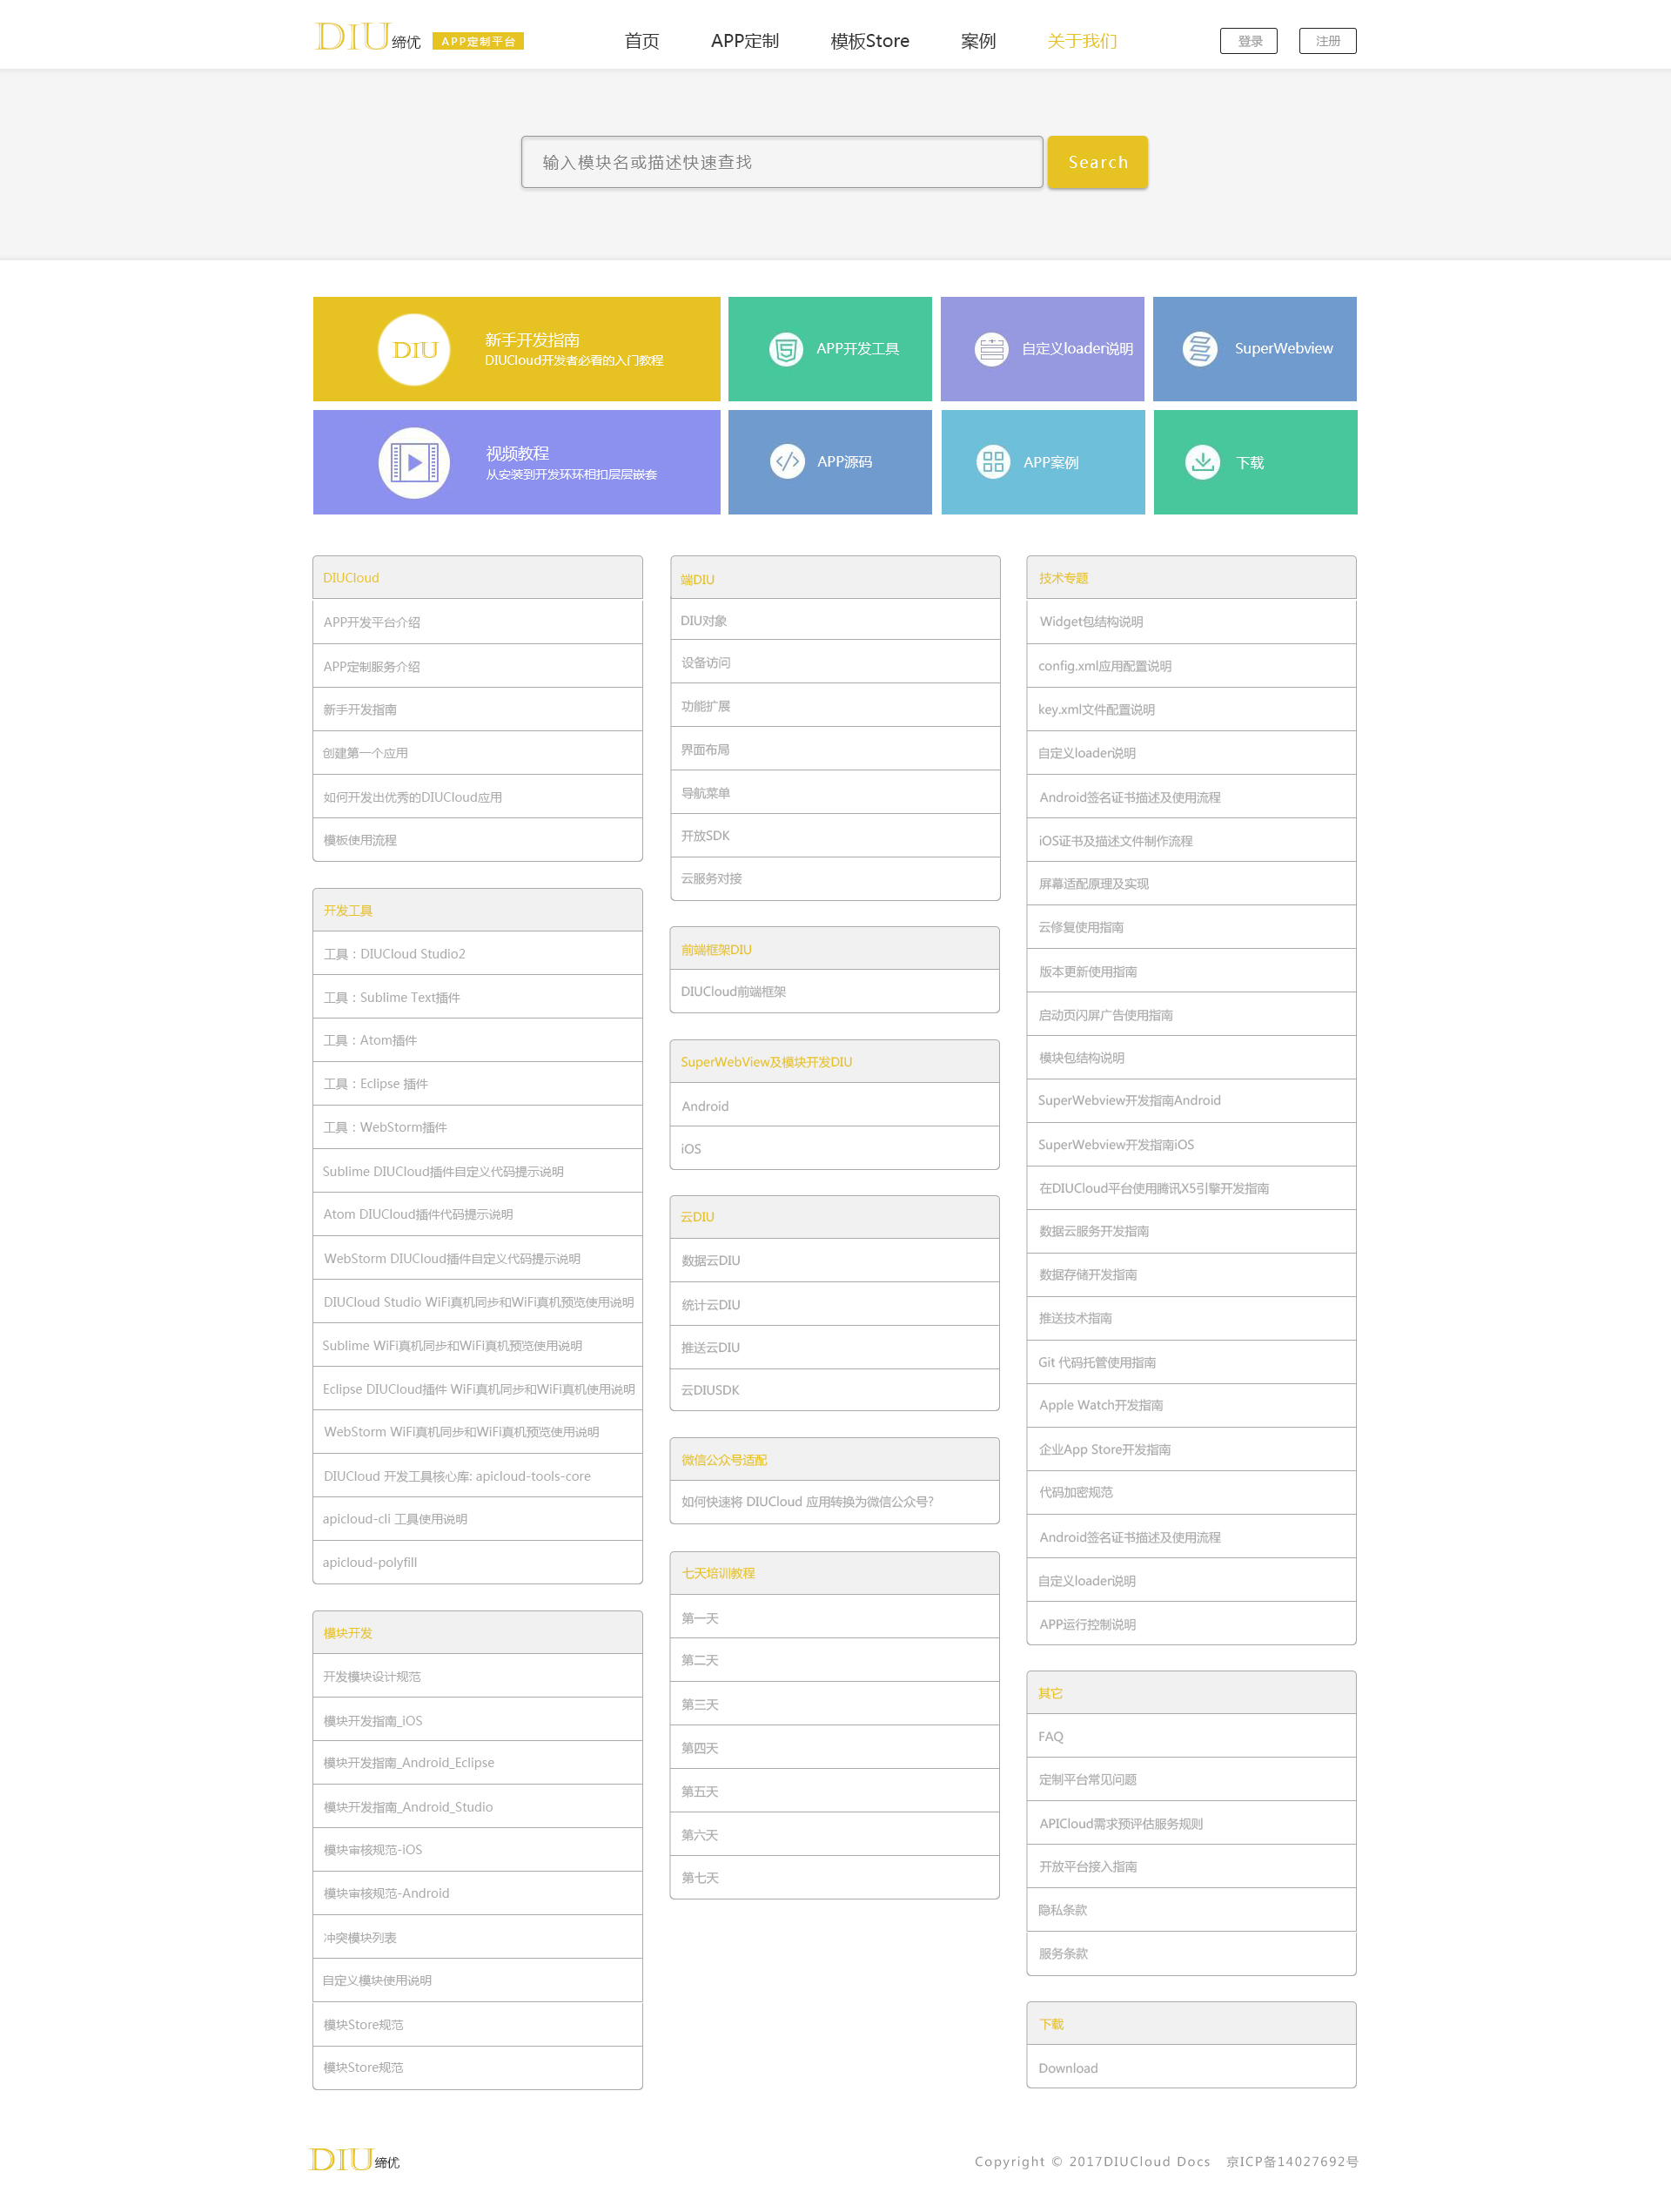 DIU缔优 APP定制平台 首页 APP定制 模板Store 案例 关于我们 登录 注册
输入模块名或描述快速查找 Search
DIU
新手开发指南
DIUCloud开发者必看的入门教程
APP开发工具
自定义loader说明
SuperWebview
视频教程
从安装到开发环环相扣层层嵌套
APP源码
APP案例
下载
DIUCloud
APP开发平台介绍
APP定制服务介绍
新手开发指南
创建第一个应用
如何开发出优秀的DIUCloud应用
模板使用流程
开发工具
工具：DIUCloud Studio2
工具：Sublime Text插件
工具：Atom插件
工具：Eclipse 插件
工具：WebStorm插件
Sublime DIUCloud插件自定义代码提示说明
Atom DIUCloud插件代码提示说明
WebStorm DIUCloud插件自定义代码提示说明
DIUCloud Studio WiFi真机同步和WiFi真机预览使用说明
Sublime WiFi真机同步和WiFi真机预览使用说明
Eclipse DIUCloud插件 WiFi真机同步和WiFi真机使用说明
WebStorm WiFi真机同步和WiFi真机预览使用说明
DIUCloud 开发工具核心库: apicloud-tools-core
apicloud-cli 工具使用说明
apicloud-polyfill
模块开发
开发模块设计规范
模块开发指南_iOS
模块开发指南_Android_Eclipse
模块开发指南_Android_Studio
模块审核规范-iOS
模块审核规范-Android
冲突模块列表
自定义模块使用说明
模块Store规范
模块Store规范
端DIU
DIU对象
设备访问
功能扩展
界面布局
导航菜单
开放SDK
云服务对接
前端框架DIU
DIUCloud前端框架
SuperWebView及模块开发DIU
Android
iOS
云DIU
数据云DIU
统计云DIU
推送云DIU
云DIUSDK
微信公众号适配
如何快速将 DIUCloud 应用转换为微信公众号?
七天培训教程
第一天
第二天
第三天
第四天
第五天
第六天
第七天
技术专题
Widget包结构说明
config.xml应用配置说明
key.xml文件配置说明
自定义loader说明
Android签名证书描述及使用流程
iOS证书及描述文件制作流程
屏幕适配原理及实现
云修复使用指南
版本更新使用指南
启动页闪屏广告使用指南
模块包结构说明
SuperWebview开发指南Android
SuperWebview开发指南iOS
在DIUCloud平台使用腾讯X5引擎开发指南
数据云服务开发指南
数据存储开发指南
推送技术指南
Git 代码托管使用指南
Apple Watch开发指南
企业App Store开发指南
代码加密规范
Android签名证书描述及使用流程
自定义loader说明
APP运行控制说明
其它
FAQ
定制平台常见问题
APICloud需求预评估服务规则
开放平台接入指南
隐私条款
服务条款
下载
Download
DIU缔优 Copyright © 2017DIUCloud Docs 京ICP备14027692号